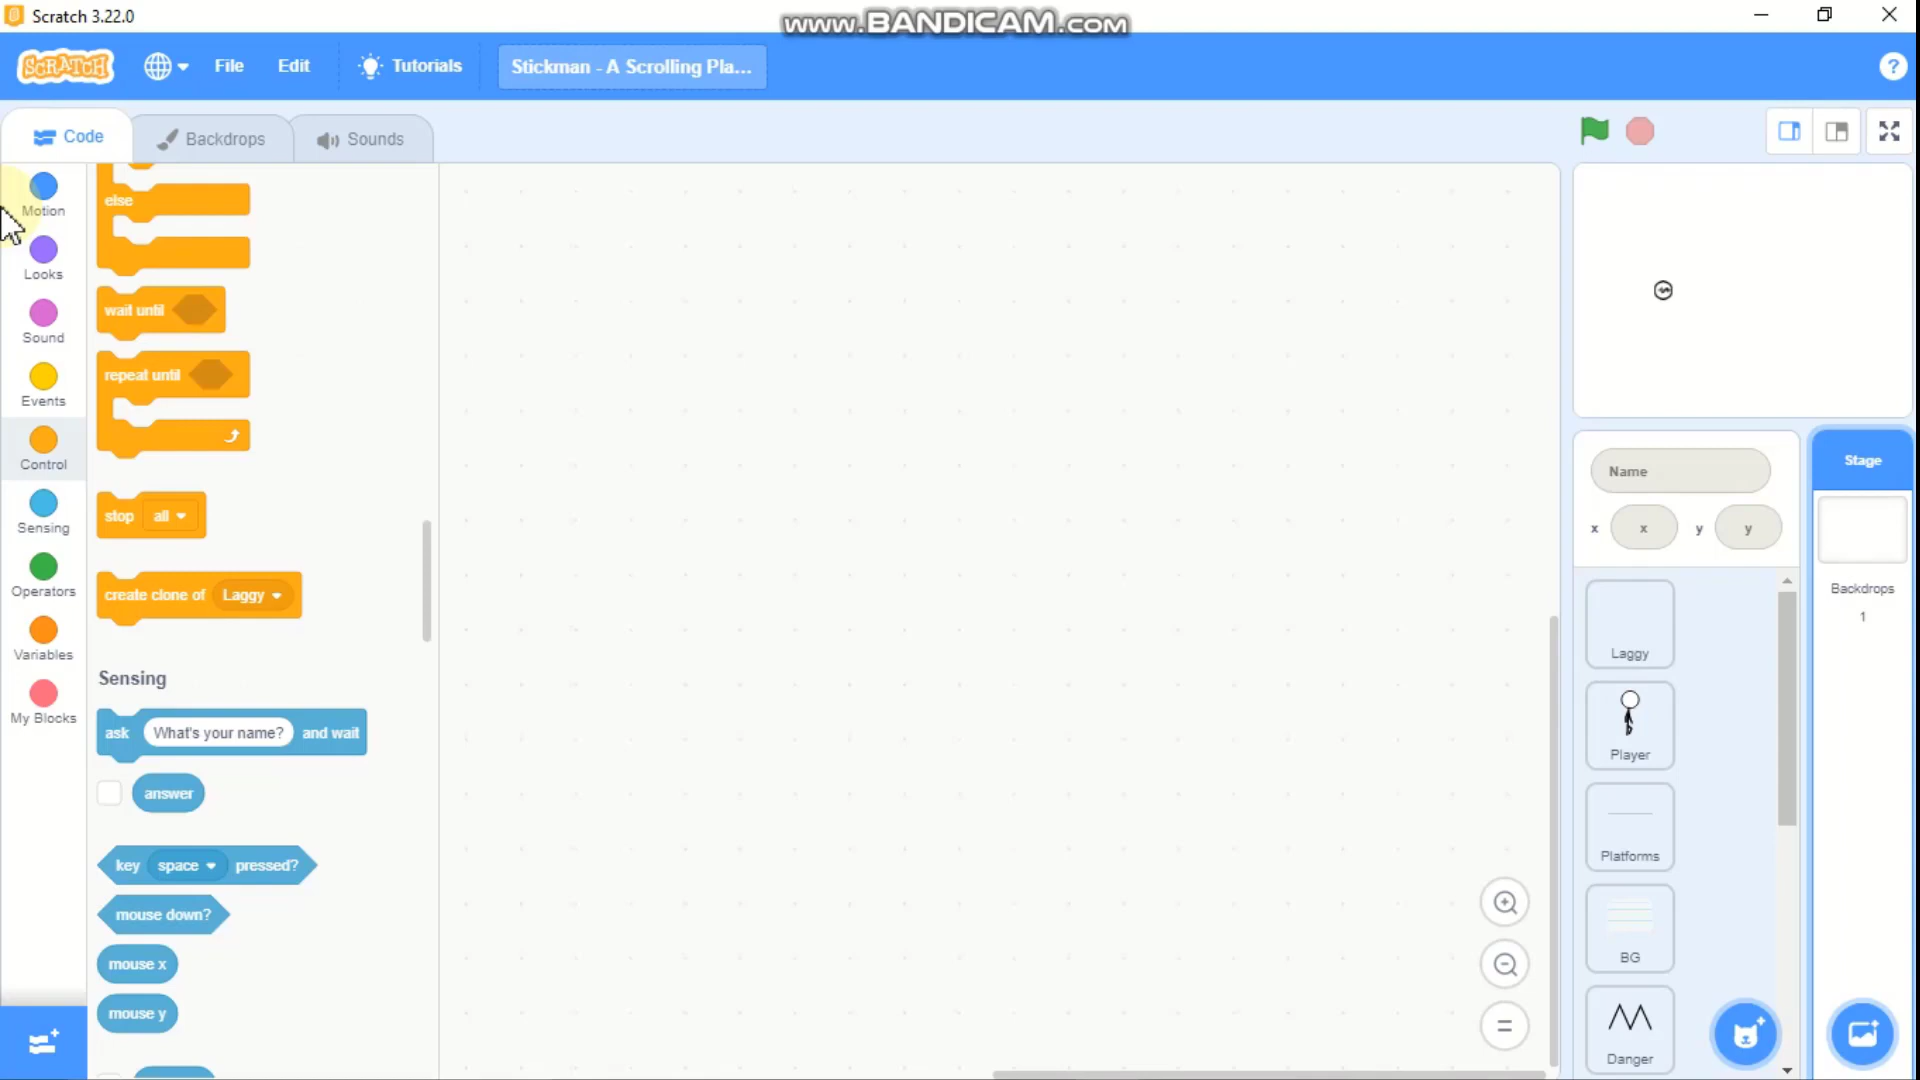 Scratch 3.22.0
www.BANDICAM.com
SCRATCH
File
Edit
Tutorials
Stickman - A Scrolling Pla...
?
Code
Backdrops
Sounds
Motion
Looks
Sound
Events
Control
Sensing
Operators
Variables
My Blocks
else
wait until
repeat until
stop all
create clone of Laggy
Sensing
ask What's your name? and wait
answer
key space pressed?
mouse down?
mouse x
mouse y
Name
x x y y
Laggy
Player
Platforms
BG
Danger
Stage
Backdrops
1